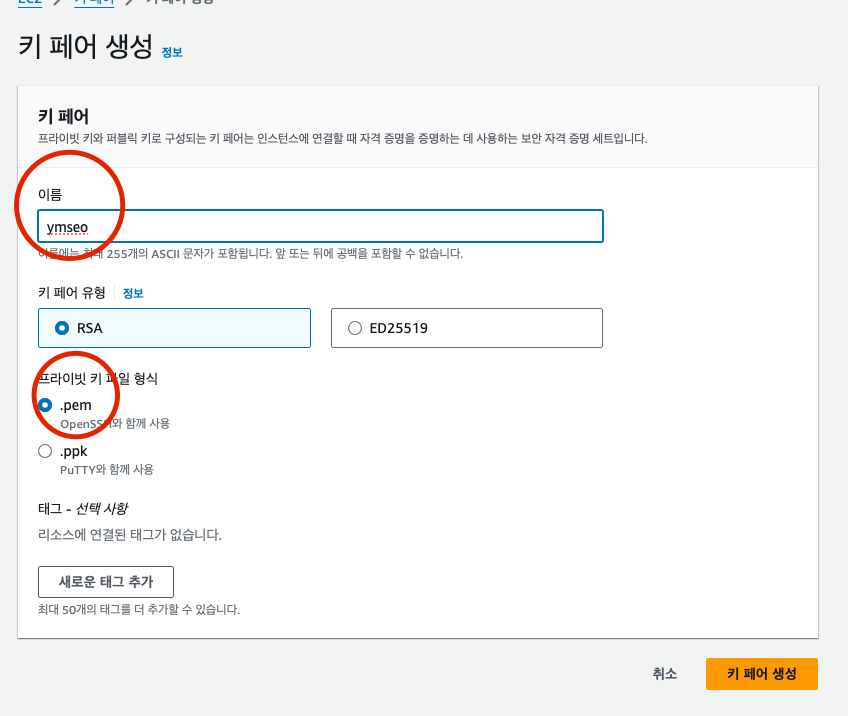 EC2 > 키 페어 > 키 페어 생성
키 페어 생성 정보
키 페어
프라이빗 키와 퍼블릭 키로 구성되는 키 페어는 인스턴스에 연결할 때 자격 증명을 증명하는 데 사용하는 보안 자격 증명 세트입니다.
이름
ymseo
이름에는 최대 255개의 ASCII 문자가 포함됩니다. 앞 또는 뒤에 공백을 포함할 수 없습니다.
키 페어 유형 정보
RSA
ED25519
프라이빗 키 파일 형식
.pem
OpenSSH와 함께 사용
.ppk
PuTTY와 함께 사용
태그 - 선택 사항
리소스에 연결된 태그가 없습니다.
새로운 태그 추가
최대 50개의 태그를 더 추가할 수 있습니다.
취소
키 페어 생성